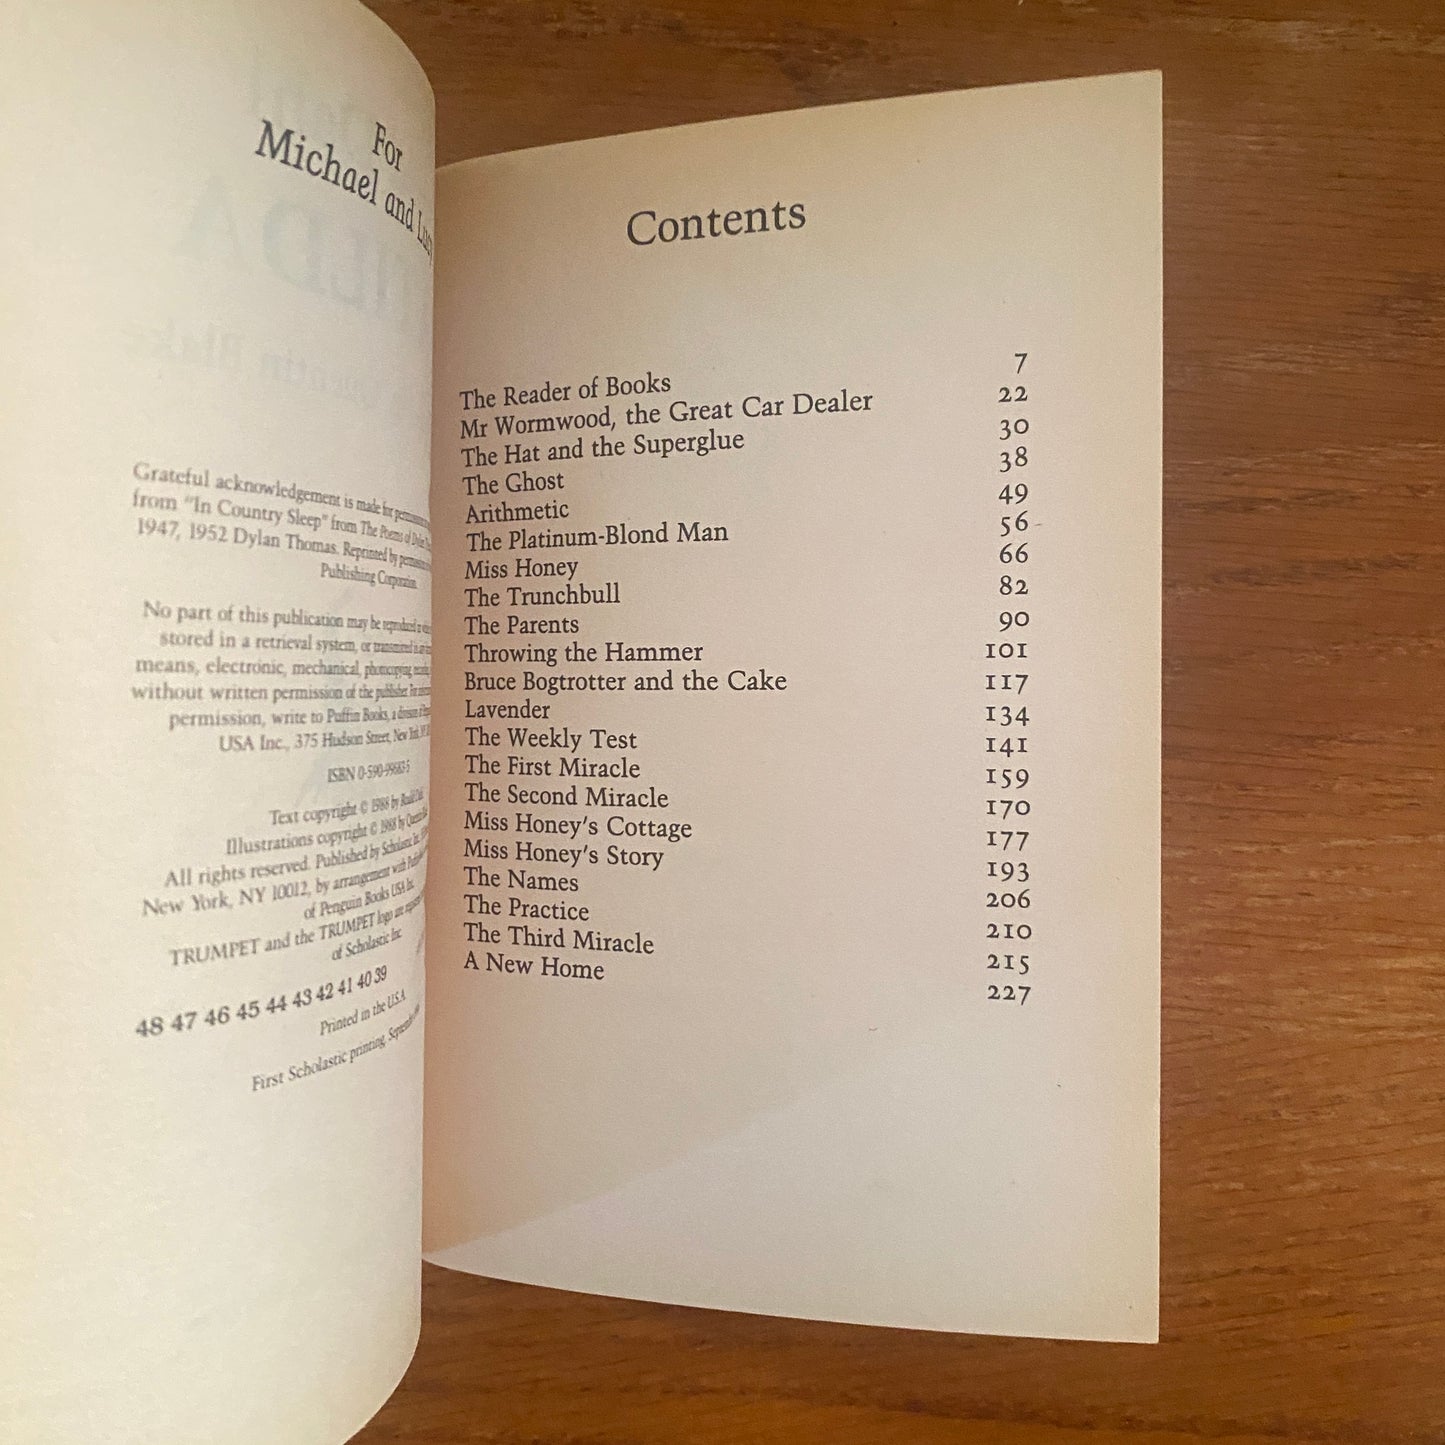 For
Michael and
Grateful acknowledgement is made for
from "In Country Sleep" from The Poems of Dylan
1947, 1952 Dylan Thomas. Reprinted by
Publishing Corporation.
No part of this publication may be reproduced
stored in a retrieval system, or transmitted
means, electronic, mechanical, photocopying,
without written permission of the publisher. For
permission, write to Puffin Books, a division of
USA Inc., 375 Hudson Street, New York,
ISBN
Text copyright © 1988 by
Illustrations copyright © 1988 by
All rights reserved. Published by Scholastic Inc.
New York, NY 10012, by arrangement with
of Penguin Books USA Inc.
TRUMPET and the TRUMPET logo are
of Scholastic Inc.
48 47 46 45 44 43 42 41 40 39
Printed in the USA
First Scholastic printing,
Contents
The Reader of Books 7
Mr Wormwood, the Great Car Dealer 22
The Hat and the Superglue 30
The Ghost 38
Arithmetic 49
The Platinum-Blond Man 56
Miss Honey 66
The Trunchbull 82
The Parents 90
Throwing the Hammer 101
Bruce Bogtrotter and the Cake 117
Lavender 134
The Weekly Test 141
The First Miracle 159
The Second Miracle 170
Miss Honey's Cottage 177
Miss Honey's Story 193
The Names 206
The Practice 210
The Third Miracle 215
A New Home 227